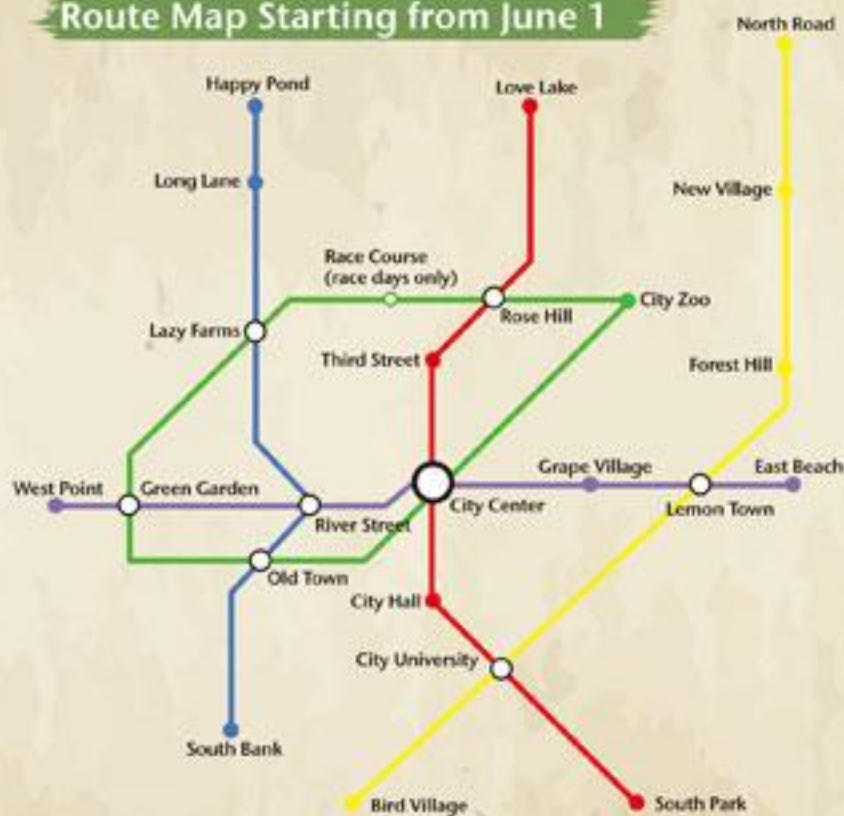 Route Map Starting from June 1
North Road
Happy Pond
Love Lake
Long Lane
New Village
Race Course
(race days only)
City Zoo
Rose Hill
Lazy Farms
Third Street
Forest Hill
West Point
Green Garden
Grape Village
East Beach
River Street
City Center
Lemon Town
Old Town
City Hall
City University
South Bank
Bird Village
South Park